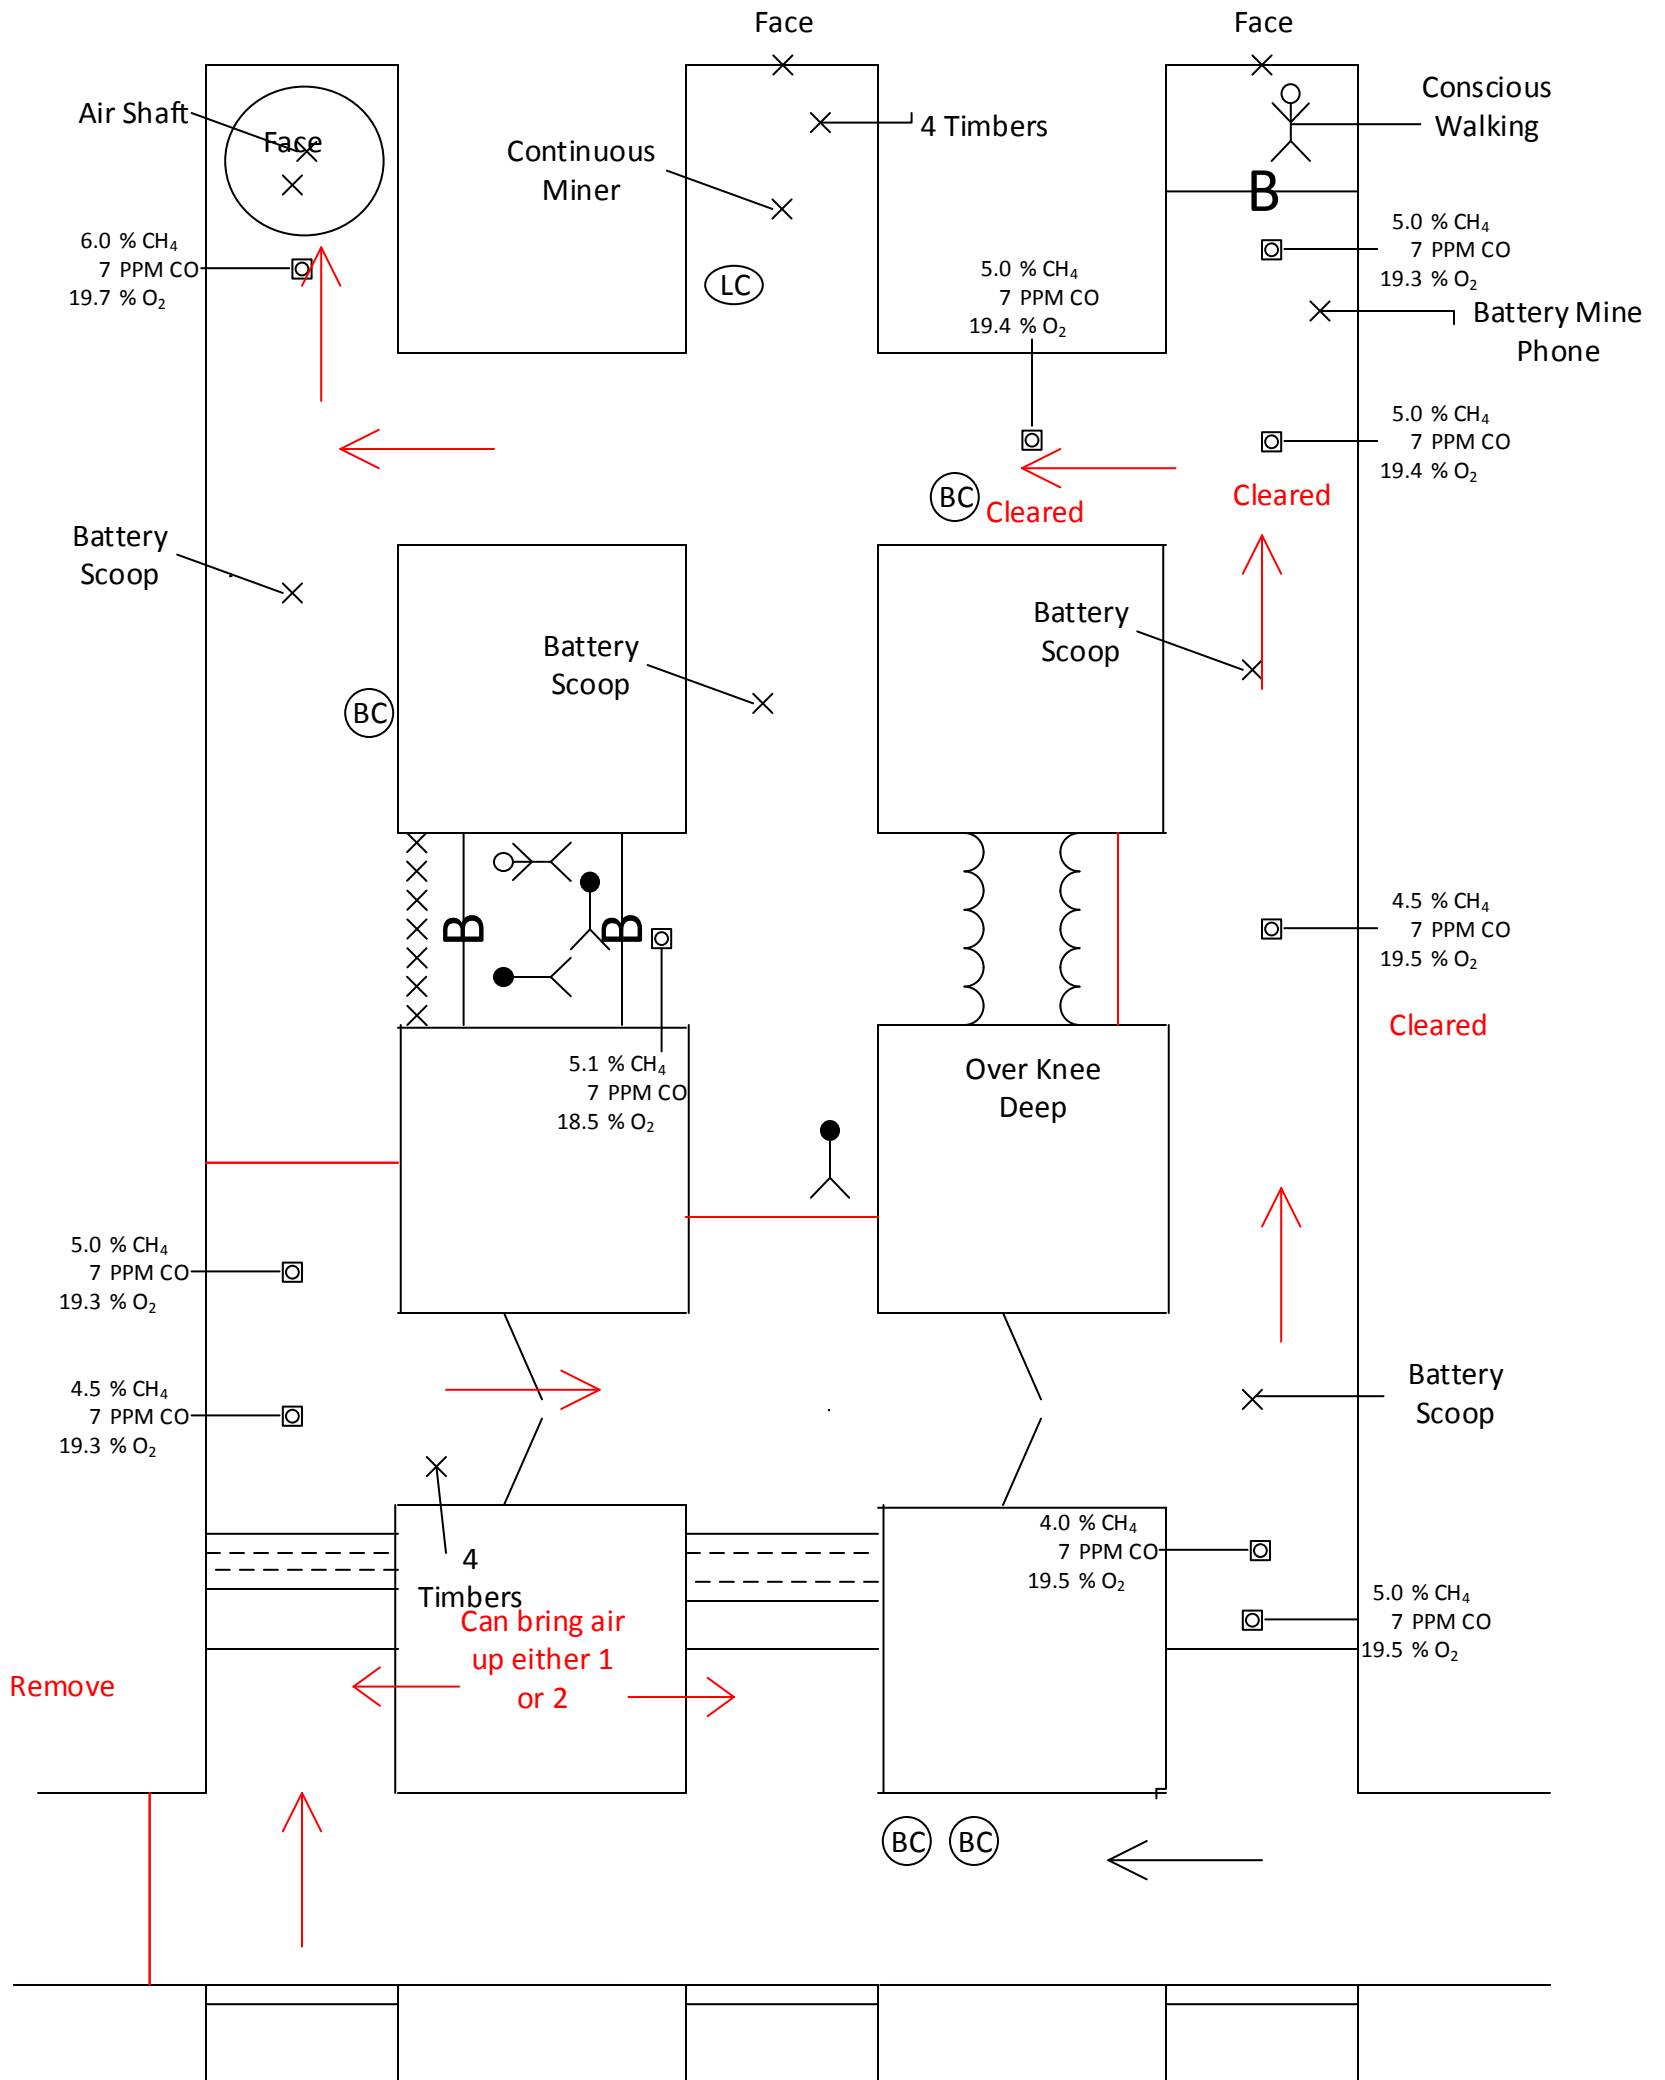 Face
Face
Air Shaft
Face
Continuous
Miner
4 Timbers
Conscious
Walking
B
6.0 % CH₄
7 PPM CO
19.7 % O₂
LC
5.0 % CH₄
7 PPM CO
19.4 % O₂
5.0 % CH₄
7 PPM CO
19.3 % O₂
Battery Mine
Phone
5.0 % CH₄
7 PPM CO
19.4 % O₂
BC
Cleared
Cleared
Battery
Scoop
Battery
Scoop
Battery
Scoop
BC
B
B
4.5 % CH₄
7 PPM CO
19.5 % O₂
Cleared
5.1 % CH₄
7 PPM CO
18.5 % O₂
Over Knee
Deep
5.0 % CH₄
7 PPM CO
19.3 % O₂
4.5 % CH₄
7 PPM CO
19.3 % O₂
Battery
Scoop
4
Timbers
4.0 % CH₄
7 PPM CO
19.5 % O₂
5.0 % CH₄
7 PPM CO
19.5 % O₂
Can bring air
up either 1
or 2
Remove
BC
BC